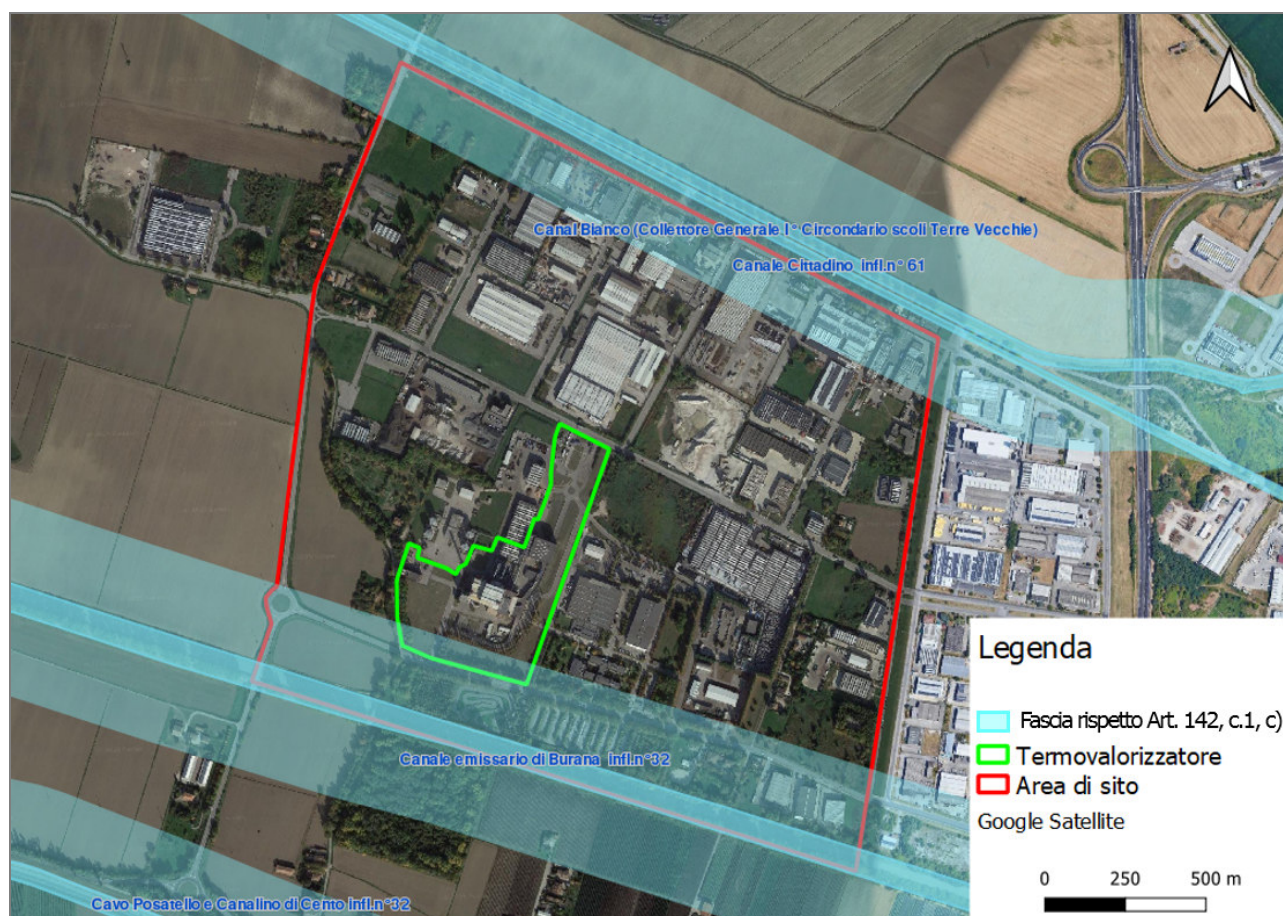 Canal Bianco (Collettore Generale I° Circondario scoli Terre Vecchie)
Canale Cittadino infl.n° 61
Legenda
Fascia rispetto Art. 142, c.1, c)
Termovalorizzatore
Canale emissario di Burana infl.n°32
Area di sito
Google Satellite
0 250 500 m
Cavo Posatello e Canalino di Cento infl.n°32